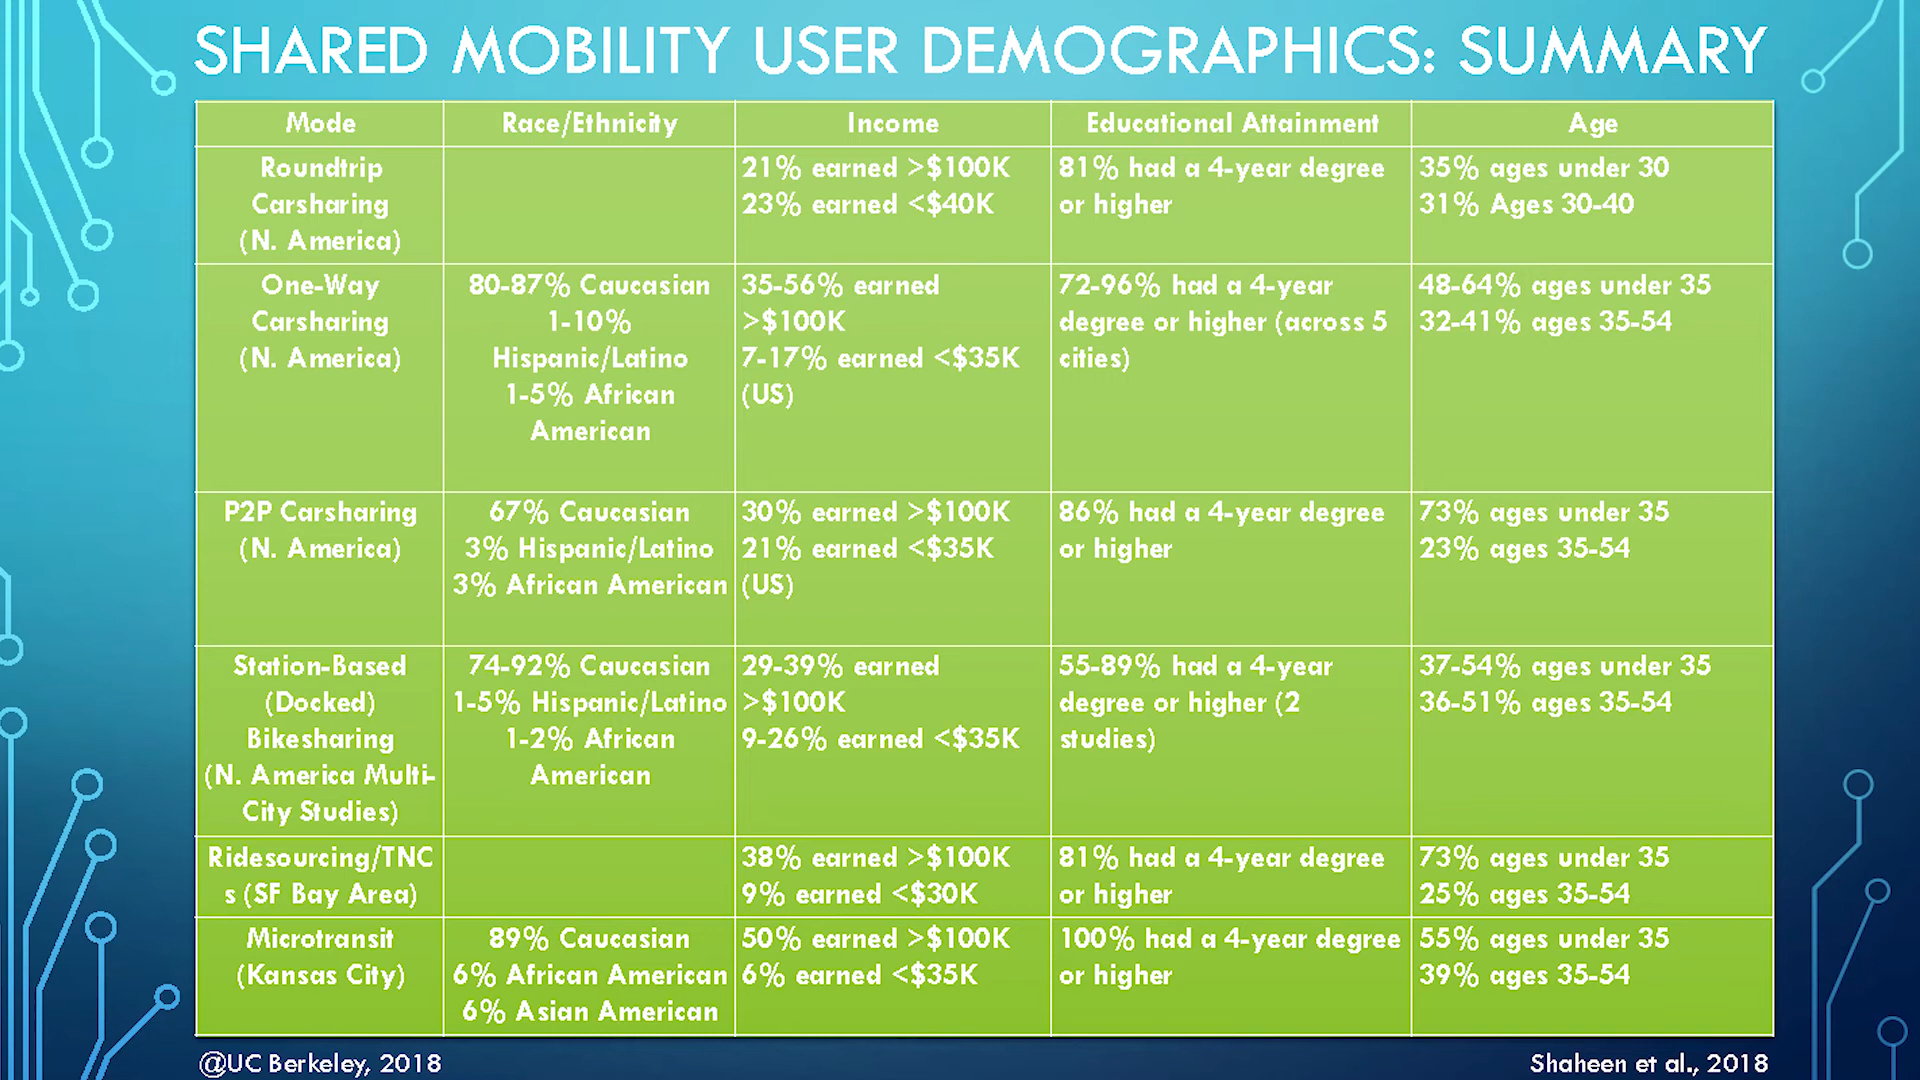 SHARED MOBILITY USER DEMOGRAPHICS: SUMMARY
Mode
Race/Ethnicity
Income
Educational Attainment
Age
Roundtrip
Carsharing
(N. America)
21% earned >$100K
23% earned <$40K
81% had a 4-year degree
or higher
35% ages under 30
31% Ages 30-40
One-Way
Carsharing
(N. America)
80-87% Caucasian
1-10%
Hispanic/Latino
1-5% African
American
35-56% earned
>$100K
7-17% earned <$35K
(US)
72-96% had a 4-year
degree or higher (across 5
cities)
48-64% ages under 35
32-41% ages 35-54
P2P Carsharing
(N. America)
67% Caucasian
3% Hispanic/Latino
3% African American
30% earned >$100K
21% earned <$35K
(US)
86% had a 4-year degree
or higher
73% ages under 35
23% ages 35-54
Station-Based
(Docked)
Bikesharing
(N. America Multi-
City Studies)
74-92% Caucasian
1-5% Hispanic/Latino
1-2% African
American
29-39% earned
>$100K
9-26% earned <$35K
55-89% had a 4-year
degree or higher (2
studies)
37-54% ages under 35
36-51% ages 35-54
Ridesourcing/TNC
s (SF Bay Area)
38% earned >$100K
9% earned <$30K
81% had a 4-year degree
or higher
73% ages under 35
25% ages 35-54
Microtransit
(Kansas City)
89% Caucasian
6% African American
6% Asian American
50% earned >$100K
6% earned <$35K
100% had a 4-year degree
or higher
55% ages under 35
39% ages 35-54
@UC Berkeley, 2018
Shaheen et al., 2018